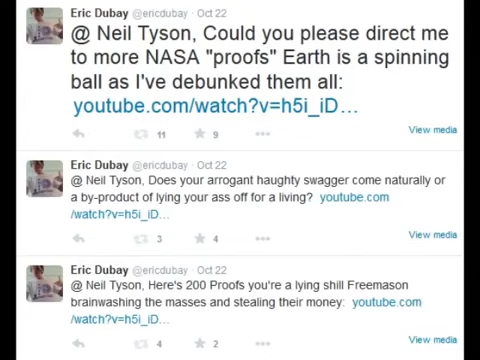 Eric Dubay @ericdubay · Oct 22
@ Neil Tyson, Could you please direct me
to more NASA "proofs" Earth is a spinning
ball as I've debunked them all:
youtube.com/watch?v=h5i_iD…
11 9 View media
Eric Dubay @ericdubay · Oct 22
@ Neil Tyson, Does your arrogant haughty swagger come naturally or
a by-product of lying your ass off for a living? youtube.com
/watch?v=h5i_iD…
3 4 View media
Eric Dubay @ericdubay · Oct 22
@ Neil Tyson, Here's 200 Proofs you're a lying shill Freemason
brainwashing the masses and stealing their money: youtube.com
/watch?v=h5i_iD…
4 2 View media